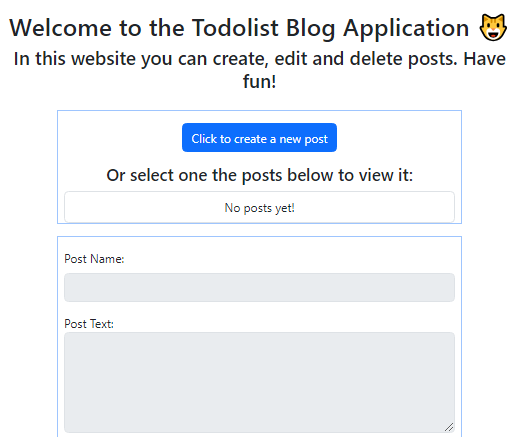 Welcome to the Todolist Blog Application 😺
In this website you can create, edit and delete posts. Have
fun!
Click to create a new post
Or select one the posts below to view it:
No posts yet!
Post Name:
Post Text: